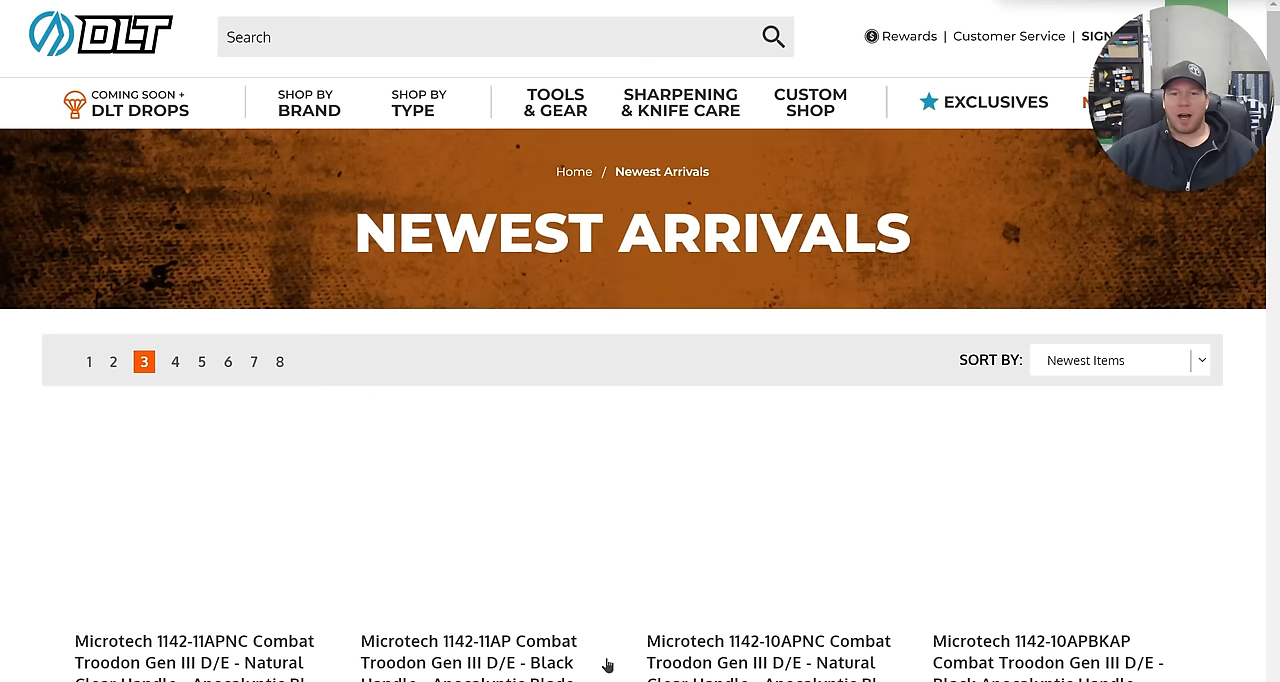 DLT
Search
Rewards | Customer Service | SIGN
COMING SOON +
DLT DROPS
SHOP BY
BRAND
SHOP BY
TYPE
TOOLS
& GEAR
SHARPENING
& KNIFE CARE
CUSTOM
SHOP
EXCLUSIVES
Home / Newest Arrivals
NEWEST ARRIVALS
1 2 3 4 5 6 7 8
SORT BY: Newest Items
Microtech 1142-11APNC Combat
Troodon Gen III D/E - Natural
Clear Handle - Apocalyptic Bl
Microtech 1142-11AP Combat
Troodon Gen III D/E - Black
Handle - Apocalyptic Blade
Microtech 1142-10APNC Combat
Troodon Gen III D/E - Natural
Clear Handle - Apocalyptic Bl
Microtech 1142-10APBKAP
Combat Troodon Gen III D/E -
Black Apocalyptic Handle